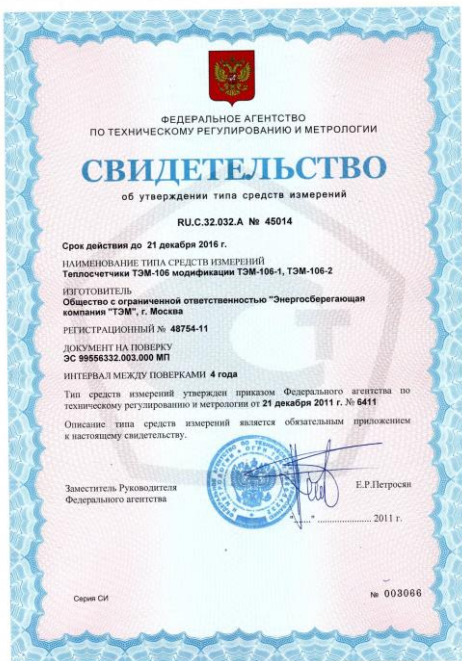 ФЕДЕРАЛЬНОЕ АГЕНТСТВО
ПО ТЕХНИЧЕСКОМУ РЕГУЛИРОВАНИЮ И МЕТРОЛОГИИ
СВИДЕТЕЛЬСТВО
об утверждении типа средств измерений
RU.C.32.032.A № 45014
Срок действия до 21 декабря 2016 г.
НАИМЕНОВАНИЕ ТИПА СРЕДСТВ ИЗМЕРЕНИЙ
Теплосчетчики ТЭМ-106 модификации ТЭМ-106-1, ТЭМ-106-2
ИЗГОТОВИТЕЛЬ
Общество с ограниченной ответственностью "Энергосберегающая
компания "ТЭМ", г. Москва
РЕГИСТРАЦИОННЫЙ № 48754-11
ДОКУМЕНТ НА ПОВЕРКУ
ЭС 99556332.003.000 МП
ИНТЕРВАЛ МЕЖДУ ПОВЕРКАМИ 4 года
Тип средств измерений утвержден приказом Федерального агентства по
техническому регулированию и метрологии от 21 декабря 2011 г. № 6411
Описание типа средств измерений является обязательным приложением
к настоящему свидетельству.
Заместитель Руководителя
Федерального агентства
Е.Р.Петросян
"......" ..................... 2011 г.
Серия СИ
№ 003066